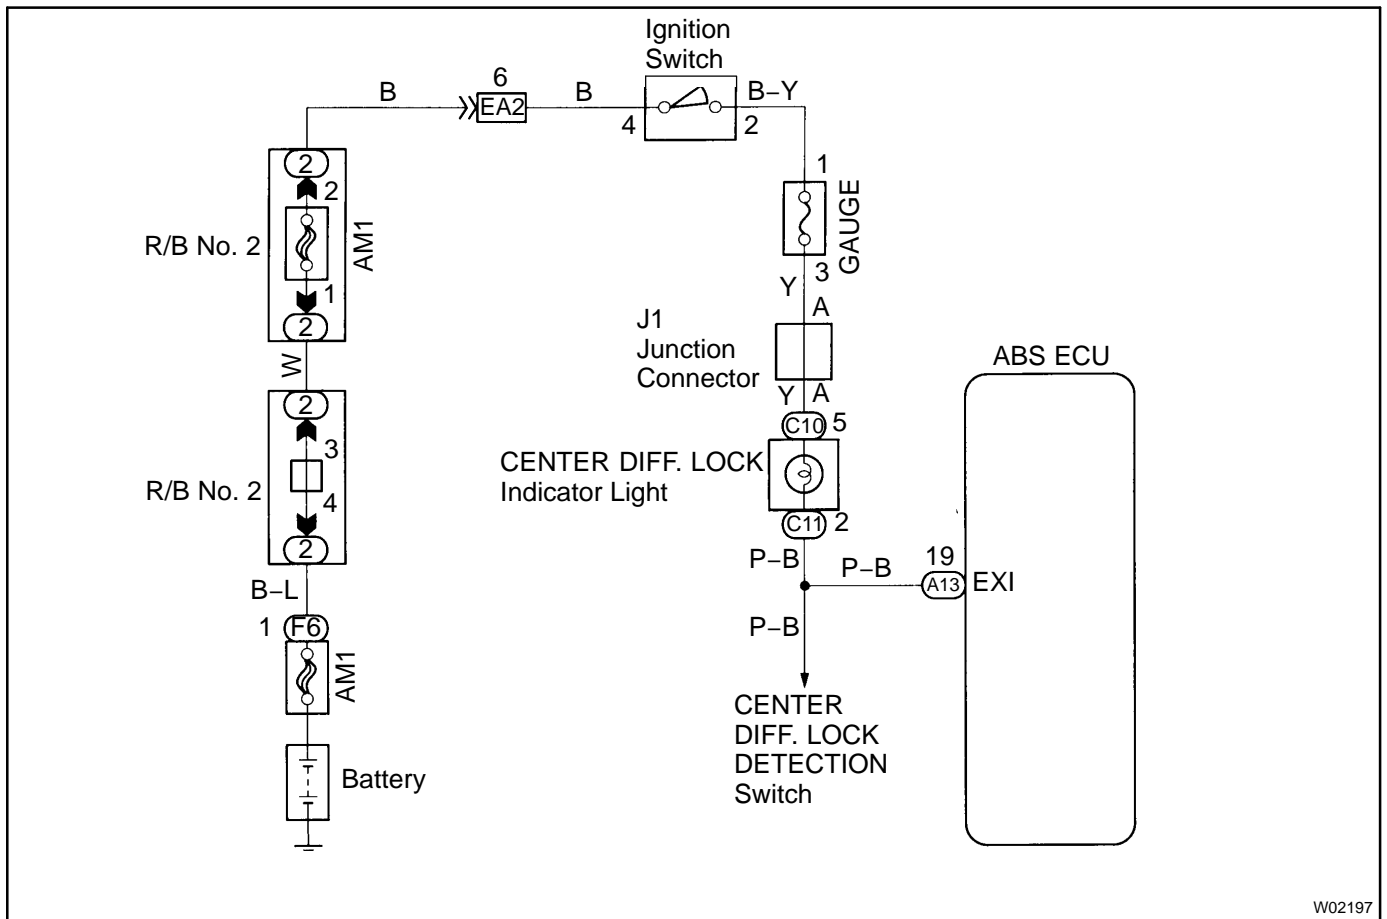 Ignition
Switch
B
6
EA2
B
4
2
B–Y
2
2
1
2
R/B No. 2
AM1
W
2
3
4
2
R/B No. 2
B–L
1
F6
AM1
Battery
1
GAUGE
3
Y
A
J1
Junction
Connector
Y
A
C10
5
CENTER DIFF. LOCK
Indicator Light
C11
2
P–B
P–B
P–B
CENTER
DIFF. LOCK
DETECTION
Switch
ABS ECU
19
A13
EXI
W02197